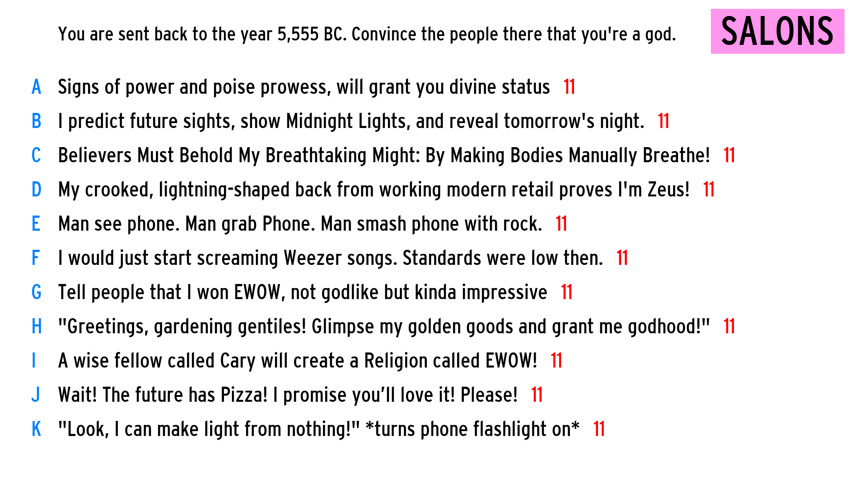 You are sent back to the year 5,555 BC. Convince the people there that you're a god.
SALONS
A Signs of power and poise prowess, will grant you divine status 11
B I predict future sights, show Midnight Lights, and reveal tomorrow's night. 11
C Believers Must Behold My Breathtaking Might: By Making Bodies Manually Breathe! 11
D My crooked, lightning-shaped back from working modern retail proves I'm Zeus! 11
E Man see phone. Man grab Phone. Man smash phone with rock. 11
F I would just start screaming Weezer songs. Standards were low then. 11
G Tell people that I won EWOW, not godlike but kinda impressive 11
H "Greetings, gardening gentiles! Glimpse my golden goods and grant me godhood!" 11
I A wise fellow called Cary will create a Religion called EWOW! 11
J Wait! The future has Pizza! I promise you’ll love it! Please! 11
K "Look, I can make light from nothing!" *turns phone flashlight on* 11